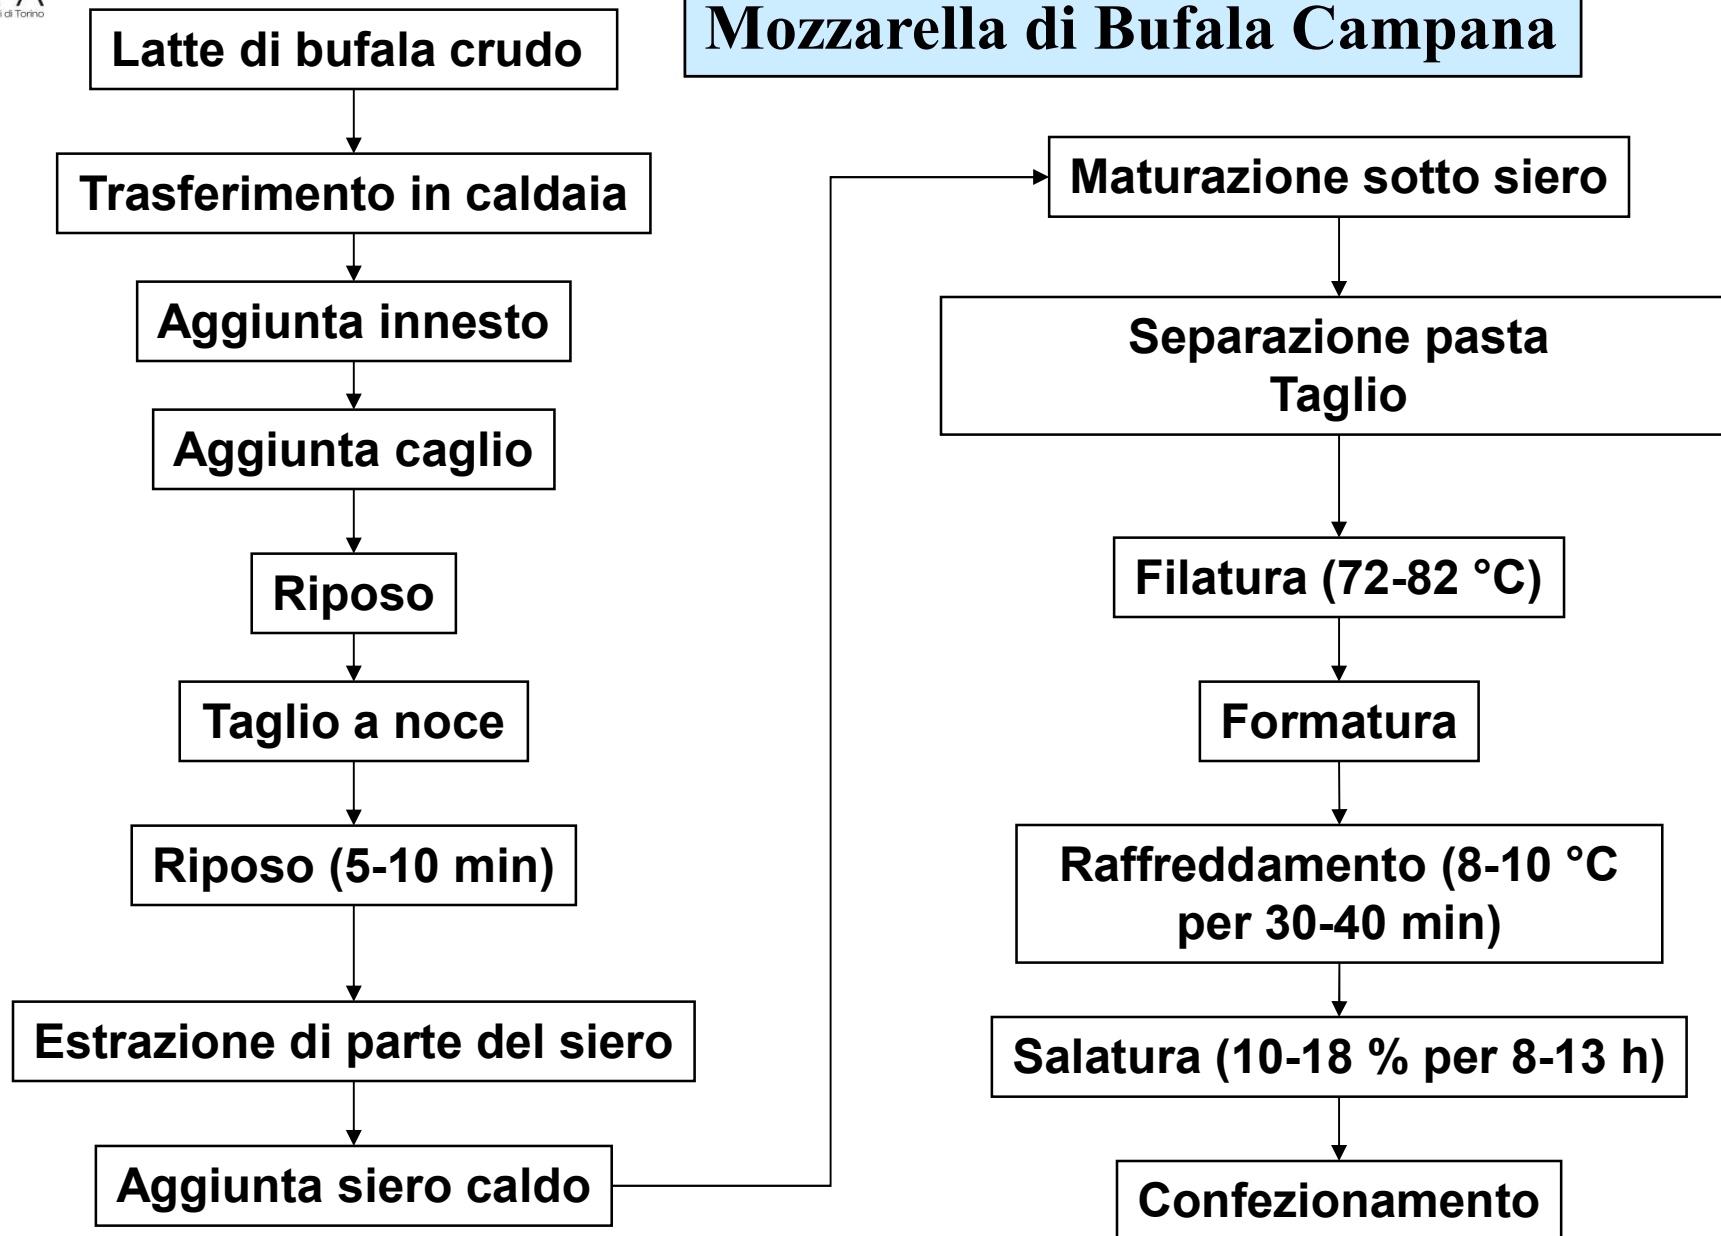 i di Torino
Mozzarella di Bufala Campana
Latte di bufala crudo
Trasferimento in caldaia
Aggiunta innesto
Aggiunta caglio
Riposo
Taglio a noce
Riposo (5-10 min)
Estrazione di parte del siero
Aggiunta siero caldo
Maturazione sotto siero
Separazione pasta
Taglio
Filatura (72-82 °C)
Formatura
Raffreddamento (8-10 °C
per 30-40 min)
Salatura (10-18 % per 8-13 h)
Confezionamento